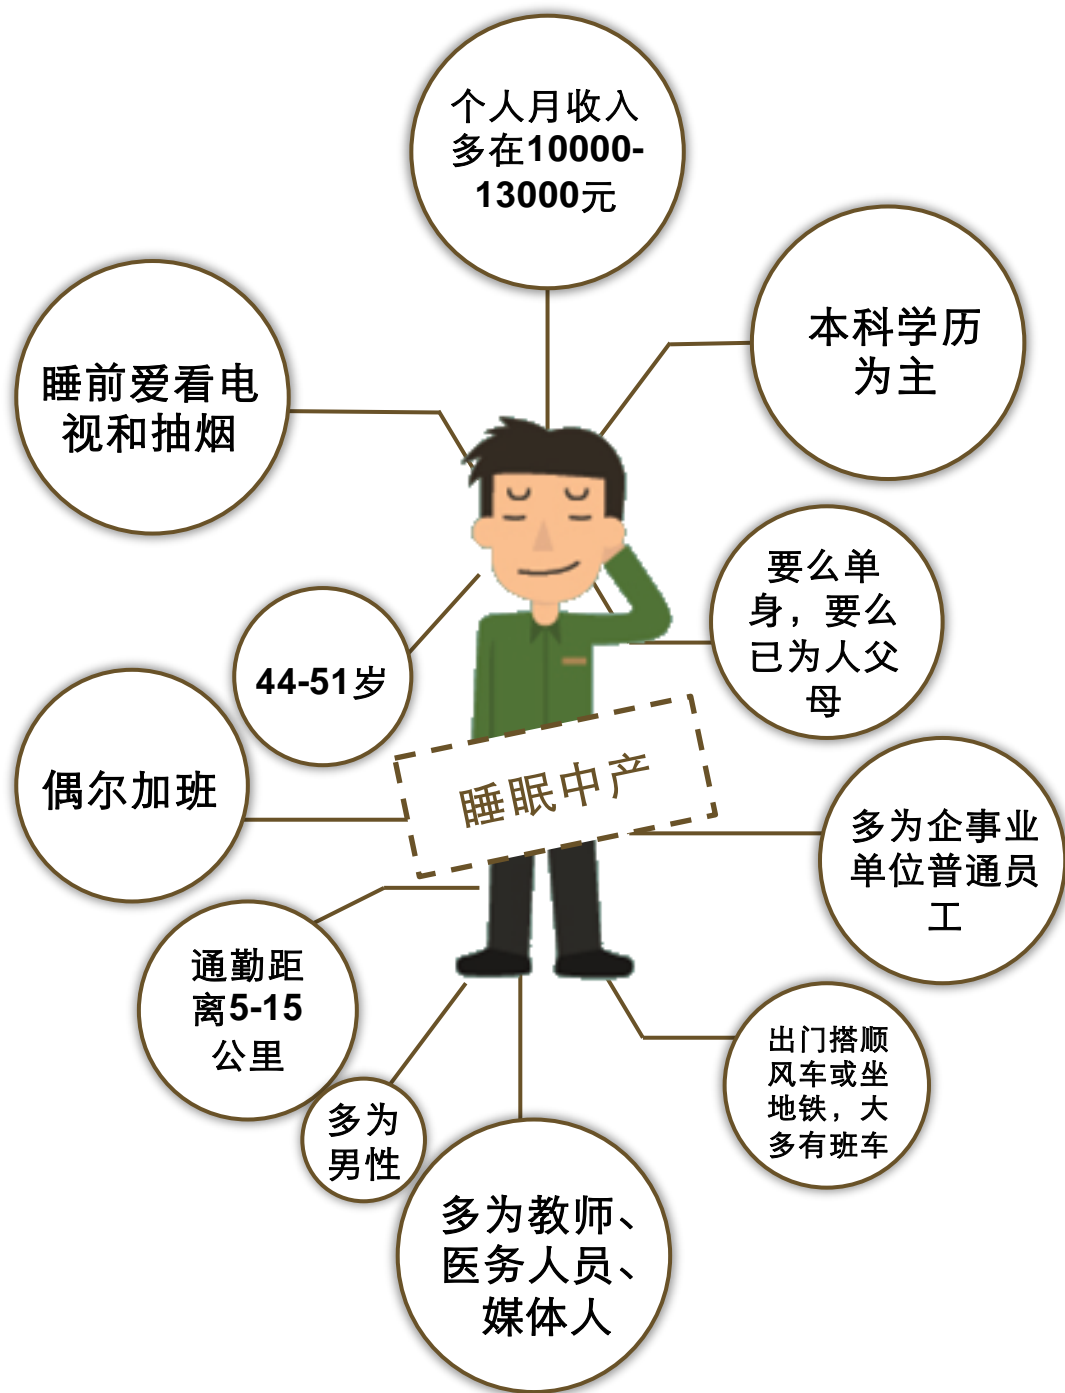 个人月收入
多在10000-
13000元
本科学历
为主
睡前爱看电
视和抽烟
要么单
身，要么
已为人父
母
44-51岁
偶尔加班
睡眠中产
多为企事业
单位普通员
工
通勤距
离5-15
公里
出门搭顺
风车或坐
地铁，大
多有班车
多为
男性
多为教师、
医务人员、
媒体人